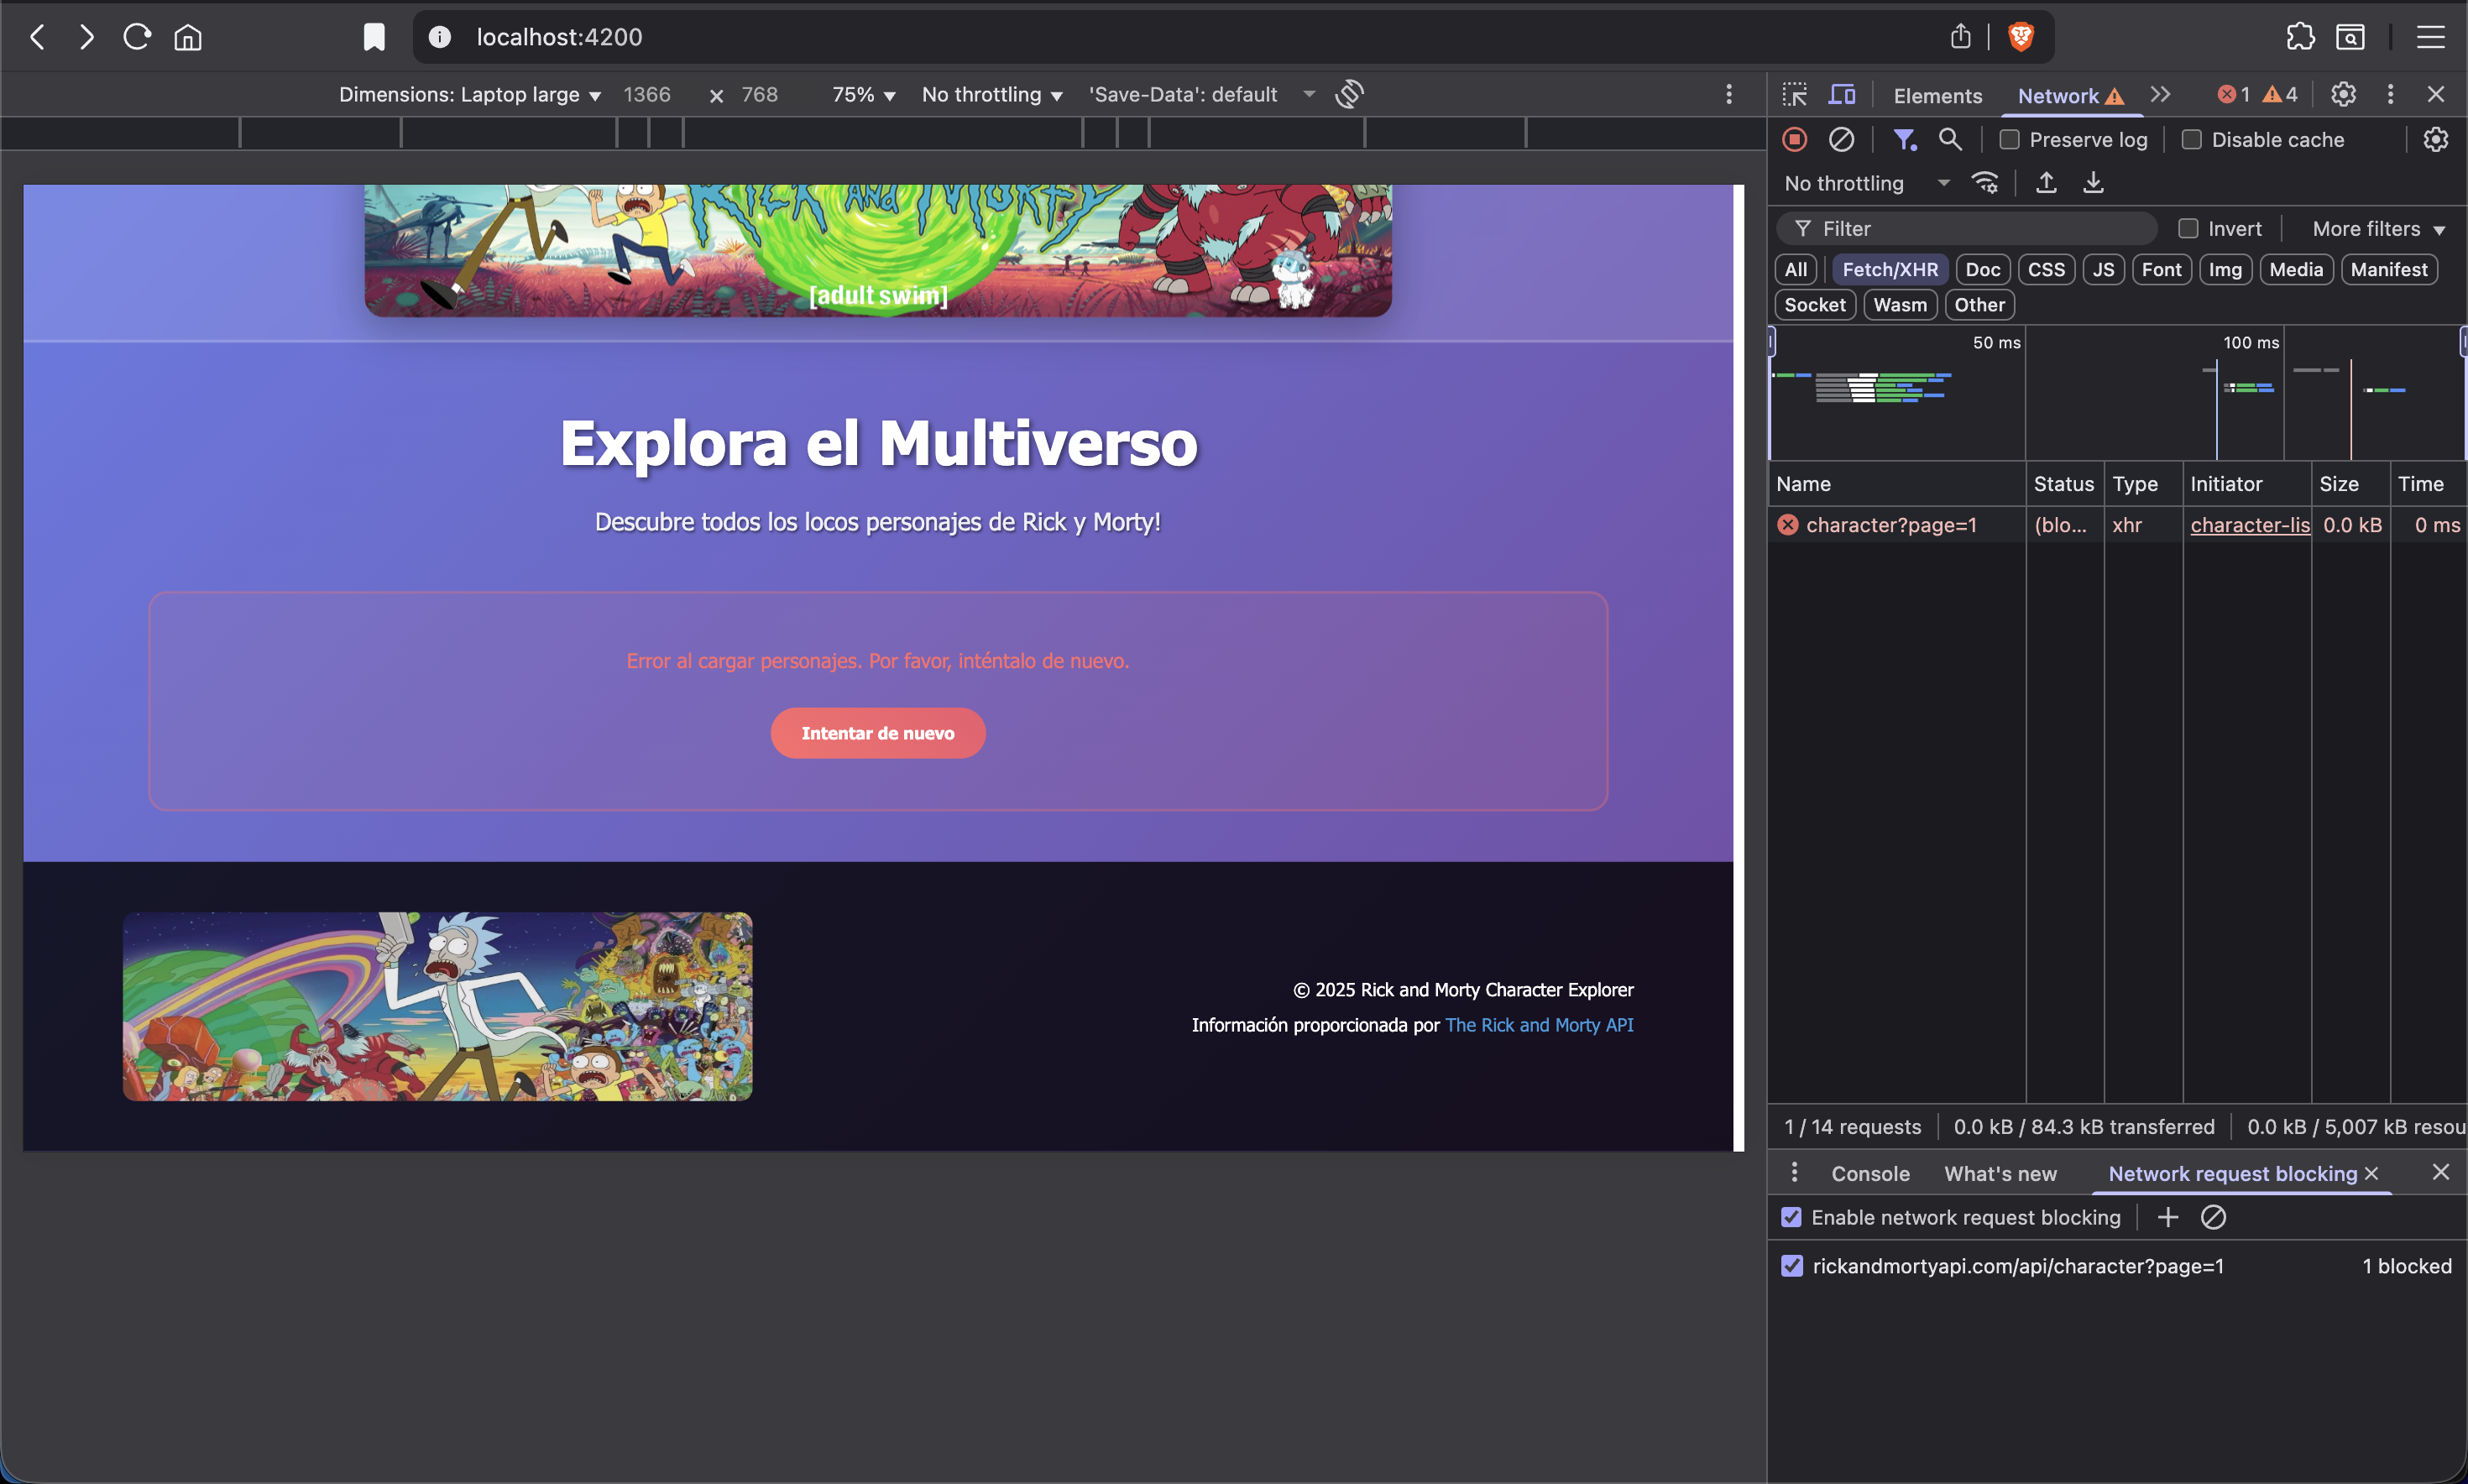 localhost:4200
Dimensions: Laptop large 1366 × 768 75% No throttling 'Save-Data': default
Elements Network 1 4
Preserve log Disable cache
No throttling
Filter Invert More filters
All Fetch/XHR Doc CSS JS Font Img Media Manifest
Socket Wasm Other
50 ms 100 ms
Name Status Type Initiator Size Time
character?page=1 (blo... xhr character-lis 0.0 kB 0 ms
1 / 14 requests 0.0 kB / 84.3 kB transferred 0.0 kB / 5,007 kB resou
Console What's new Network request blocking
Enable network request blocking
rickandmortyapi.com/api/character?page=1 1 blocked
RICK AND MORTY
[adult swim]
Explora el Multiverso
Descubre todos los locos personajes de Rick y Morty!
Error al cargar personajes. Por favor, inténtalo de nuevo.
Intentar de nuevo
© 2025 Rick and Morty Character Explorer
Información proporcionada por The Rick and Morty API